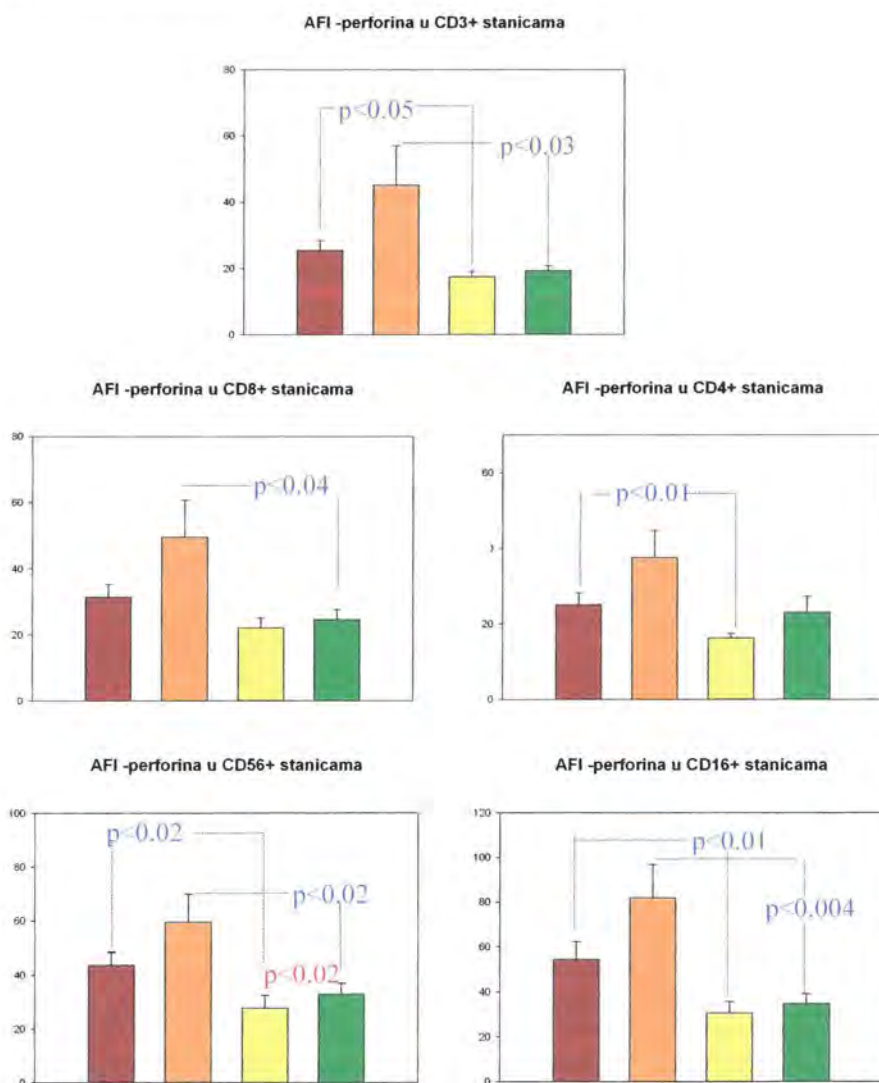 AFI -perforina u CD3+ stanicama
80
p<0.05
60
p<0.03
40
20
0
AFI -perforina u CD8+ stanicama
80
p<0.04
60
40
20
0
AFI -perforina u CD4+ stanicama
60
p<0.01
0
20
0
AFI -perforina u CD56+ stanicama
100
p<0.02
80
p<0.02
60
40
p<0.02
20
0
AFI -perforina u CD16+ stanicama
120
p<0.01
100
80
p<0.004
60
40
20
0